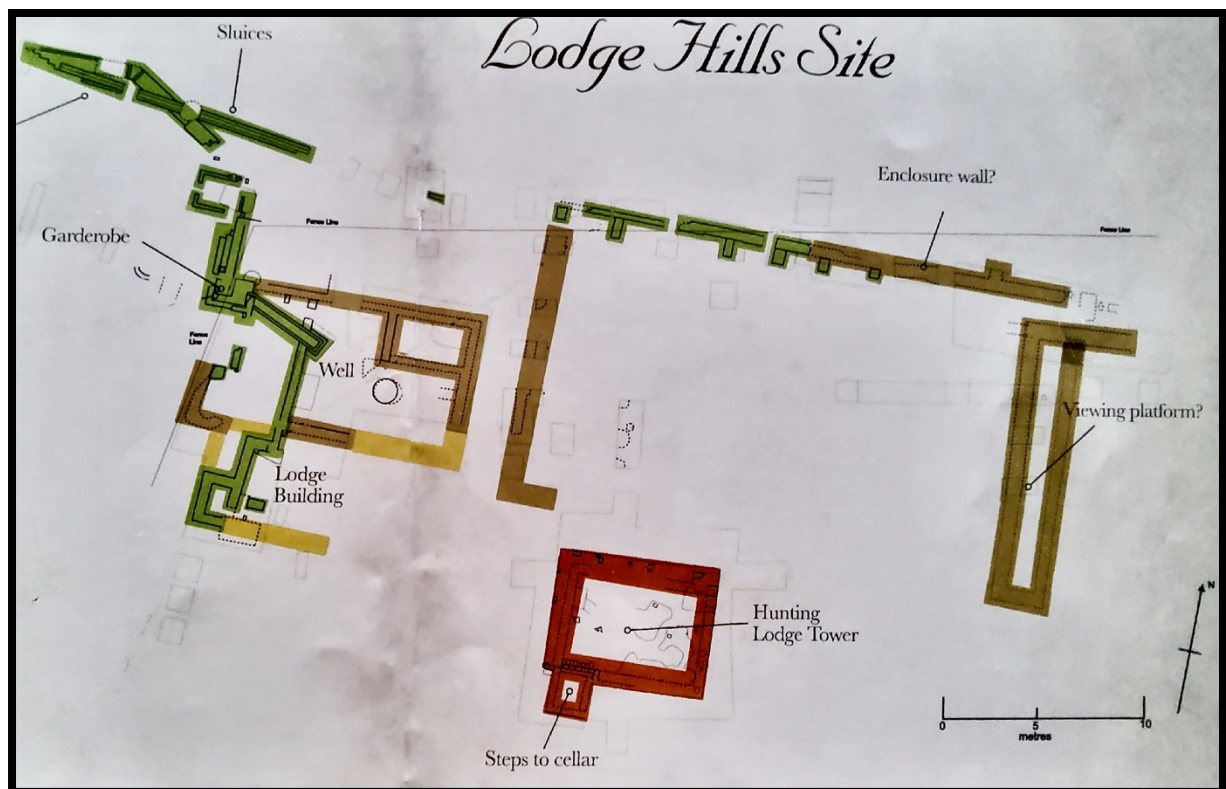 Lodge Hills Site
Sluices
Enclosure wall?
Garderobe
Fence Line
Fence Line
Fence
Line
Well
Viewing platform?
Lodge
Building
N
Hunting
Lodge Tower
0 5 10
metres
Steps to cellar